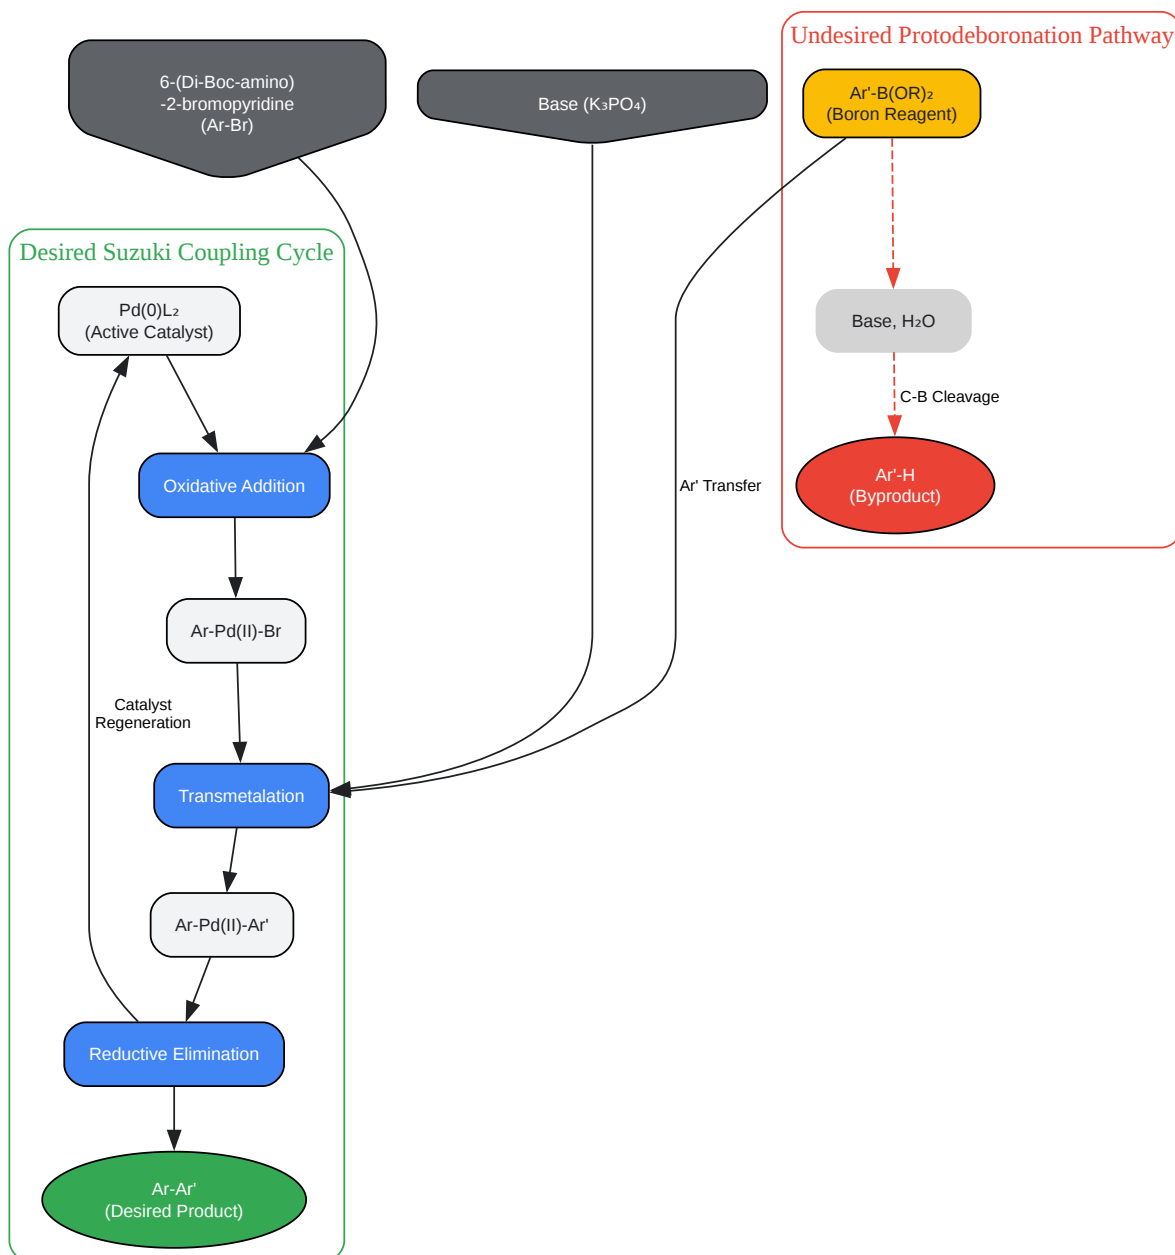 Undesired Protodeboronation Pathway
6-(Di-Boc-amino)
-2-bromopyridine
(Ar-Br)
Base (K₃PO₄)
Ar'-B(OR)₂
(Boron Reagent)
Desired Suzuki Coupling Cycle
Pd(0)L₂
(Active Catalyst)
Base, H₂O
C-B Cleavage
Oxidative Addition
Ar' Transfer
Ar'-H
(Byproduct)
Ar-Pd(II)-Br
Catalyst
Regeneration
Transmetalation
Ar-Pd(II)-Ar'
Reductive Elimination
Ar-Ar'
(Desired Product)